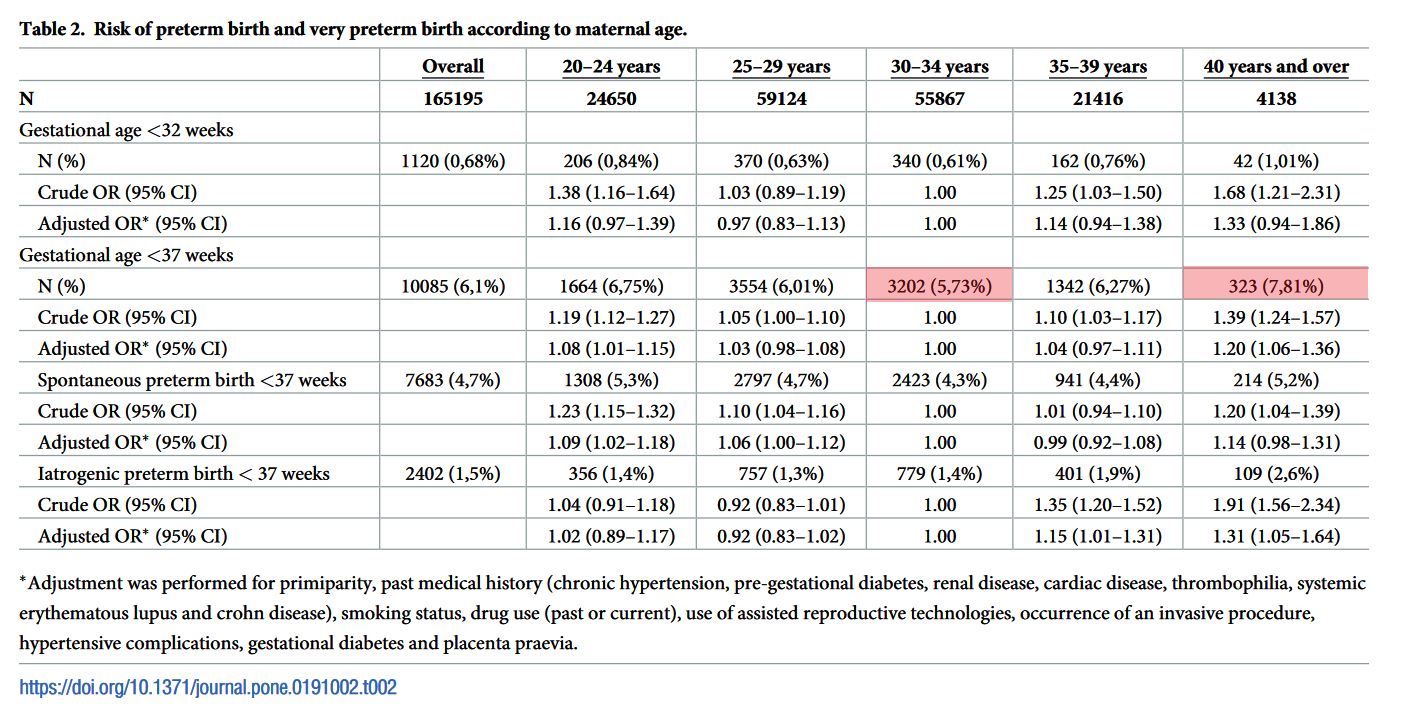 Table 2. Risk of preterm birth and very preterm birth according to maternal age.
Overall 20–24 years 25–29 years 30–34 years 35–39 years 40 years and over
N 165195 24650 59124 55867 21416 4138
Gestational age <32 weeks
N (%) 1120 (0,68%) 206 (0,84%) 370 (0,63%) 340 (0,61%) 162 (0,76%) 42 (1,01%)
Crude OR (95% CI) 1.38 (1.16–1.64) 1.03 (0.89–1.19) 1.00 1.25 (1.03–1.50) 1.68 (1.21–2.31)
Adjusted OR* (95% CI) 1.16 (0.97–1.39) 0.97 (0.83–1.13) 1.00 1.14 (0.94–1.38) 1.33 (0.94–1.86)
Gestational age <37 weeks
N (%) 10085 (6,1%) 1664 (6,75%) 3554 (6,01%) 3202 (5,73%) 1342 (6,27%) 323 (7,81%)
Crude OR (95% CI) 1.19 (1.12–1.27) 1.05 (1.00–1.10) 1.00 1.10 (1.03–1.17) 1.39 (1.24–1.57)
Adjusted OR* (95% CI) 1.08 (1.01–1.15) 1.03 (0.98–1.08) 1.00 1.04 (0.97–1.11) 1.20 (1.06–1.36)
Spontaneous preterm birth <37 weeks 7683 (4,7%) 1308 (5,3%) 2797 (4,7%) 2423 (4,3%) 941 (4,4%) 214 (5,2%)
Crude OR (95% CI) 1.23 (1.15–1.32) 1.10 (1.04–1.16) 1.00 1.01 (0.94–1.10) 1.20 (1.04–1.39)
Adjusted OR* (95% CI) 1.09 (1.02–1.18) 1.06 (1.00–1.12) 1.00 0.99 (0.92–1.08) 1.14 (0.98–1.31)
Iatrogenic preterm birth < 37 weeks 2402 (1,5%) 356 (1,4%) 757 (1,3%) 779 (1,4%) 401 (1,9%) 109 (2,6%)
Crude OR (95% CI) 1.04 (0.91–1.18) 0.92 (0.83–1.01) 1.00 1.35 (1.20–1.52) 1.91 (1.56–2.34)
Adjusted OR* (95% CI) 1.02 (0.89–1.17) 0.92 (0.83–1.02) 1.00 1.15 (1.01–1.31) 1.31 (1.05–1.64)
*Adjustment was performed for primiparity, past medical history (chronic hypertension, pre-gestational diabetes, renal disease, cardiac disease, thrombophilia, systemic
erythematous lupus and crohn disease), smoking status, drug use (past or current), use of assisted reproductive technologies, occurrence of an invasive procedure,
hypertensive complications, gestational diabetes and placenta praevia.
https://doi.org/10.1371/journal.pone.0191002.t002